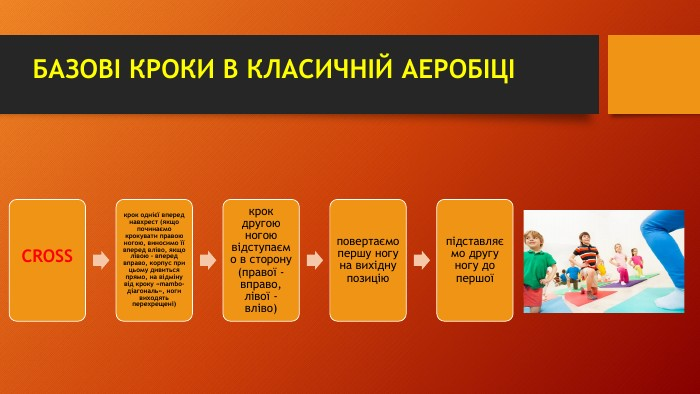 БАЗОВІ КРОКИ В КЛАСИЧНІЙ АЕРОБІЦІ
CROSS
крок однієї вперед
навхрест (якщо
починаємо
крокувати правою
ногою, виносимо її
вперед вліво, якщо
лівою - вперед
вправо, корпус при
цьому дивиться
прямо, на відміну
від кроку «mambo-
діагональ», ноги
виходять
перехрещені)
крок
другою
ногою
відступаєм
о в сторону
(правої -
вправо,
лівої -
вліво)
повертаємо
першу ногу
на вихідну
позицію
підставляє
мо другу
ногу до
першої